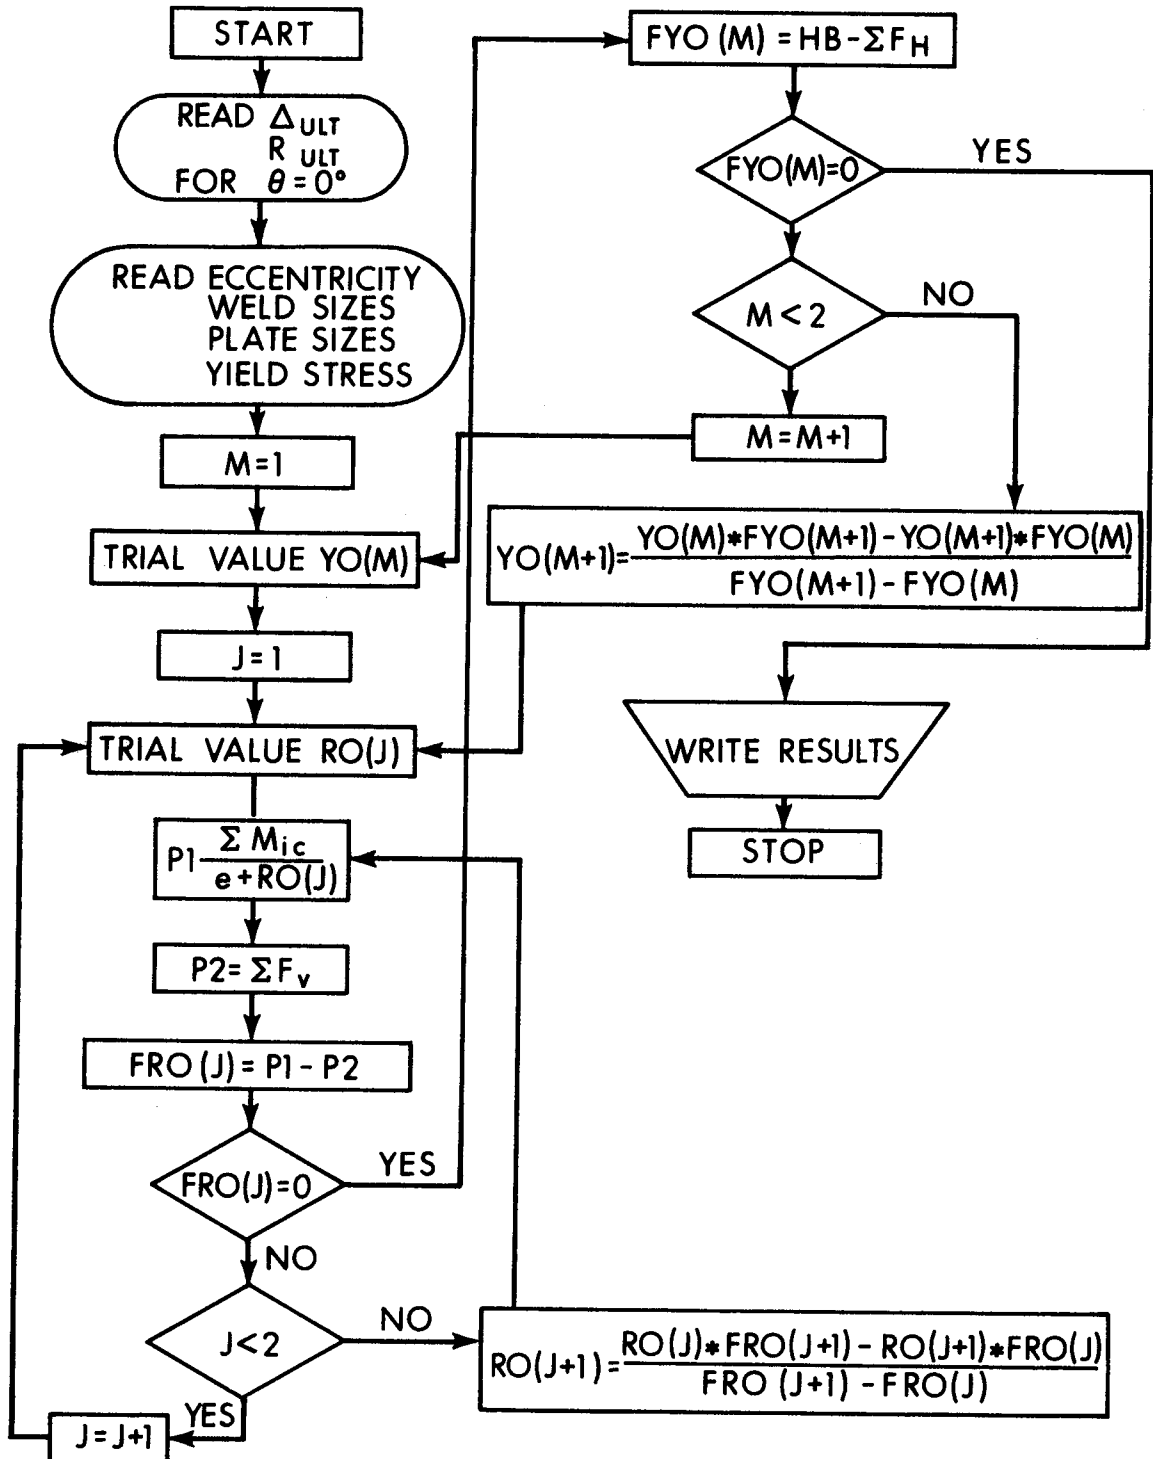 START
READ Δ ULT
R ULT
FOR θ=0°
READ ECCENTRICITY
WELD SIZES
PLATE SIZES
YIELD STRESS
M=1
TRIAL VALUE YO(M)
J=1
TRIAL VALUE RO(J)
P1 Σ M ic
e+RO(J)
P2= Σ F v
FRO (J) = P1 - P2
FRO(J)=0
YES
NO
J<2
NO
YES
J=J+1
RO(J+1)= RO(J)*FRO(J+1) - RO(J+1)*FRO(J)
FRO (J+1) - FRO(J)
FYO (M) = HB-ΣF H
FYO(M)=0
YES
M<2
NO
M=M+1
YO(M+1)= YO(M)*FYO(M+1) - YO(M+1)*FYO(M)
FYO(M+1) - FYO(M)
WRITE RESULTS
STOP